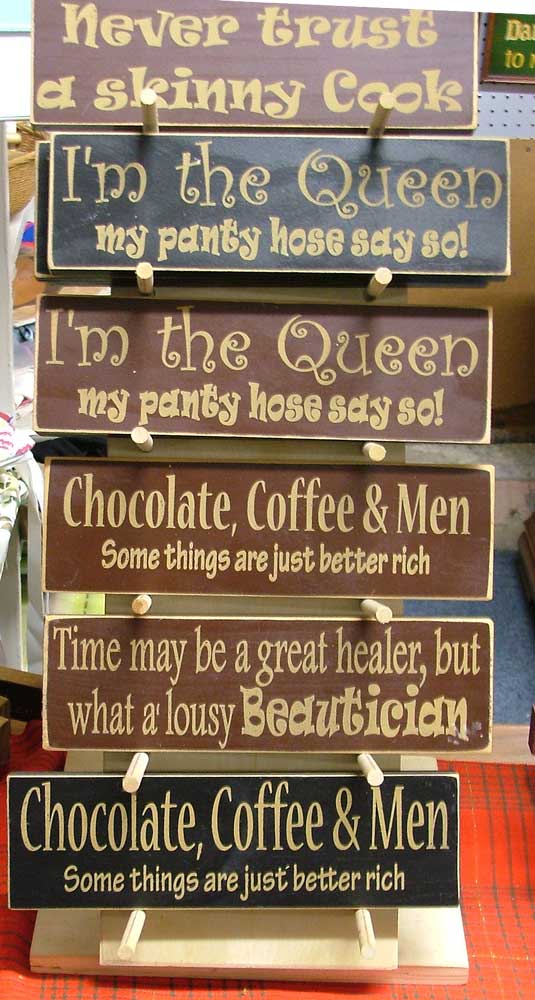 Never trust
a skinny Cook
to
I'm the Queen
my panty hose say so!
I'm the Queen
my panty hose say so!
Chocolate, Coffee & Men
Some things are just better rich
Time may be a great healer, but
what a lousy Beautician
Chocolate, Coffee & Men
Some things are just better rich